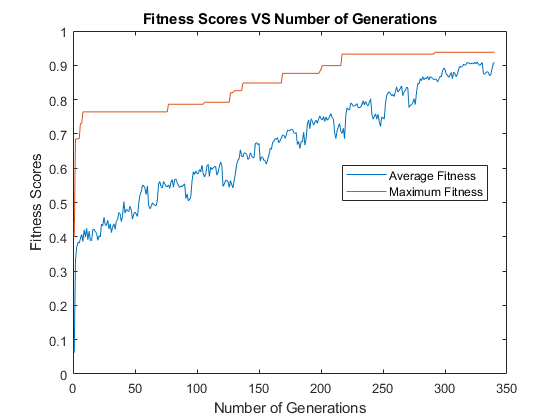 Fitness Scores VS Number of Generations
1
0.9
0.8
0.7
0.6
0.5
0.4
0.3
0.2
0.1
0
Fitness Scores
Average Fitness
Maximum Fitness
0 50 100 150 200 250 300 350
Number of Generations